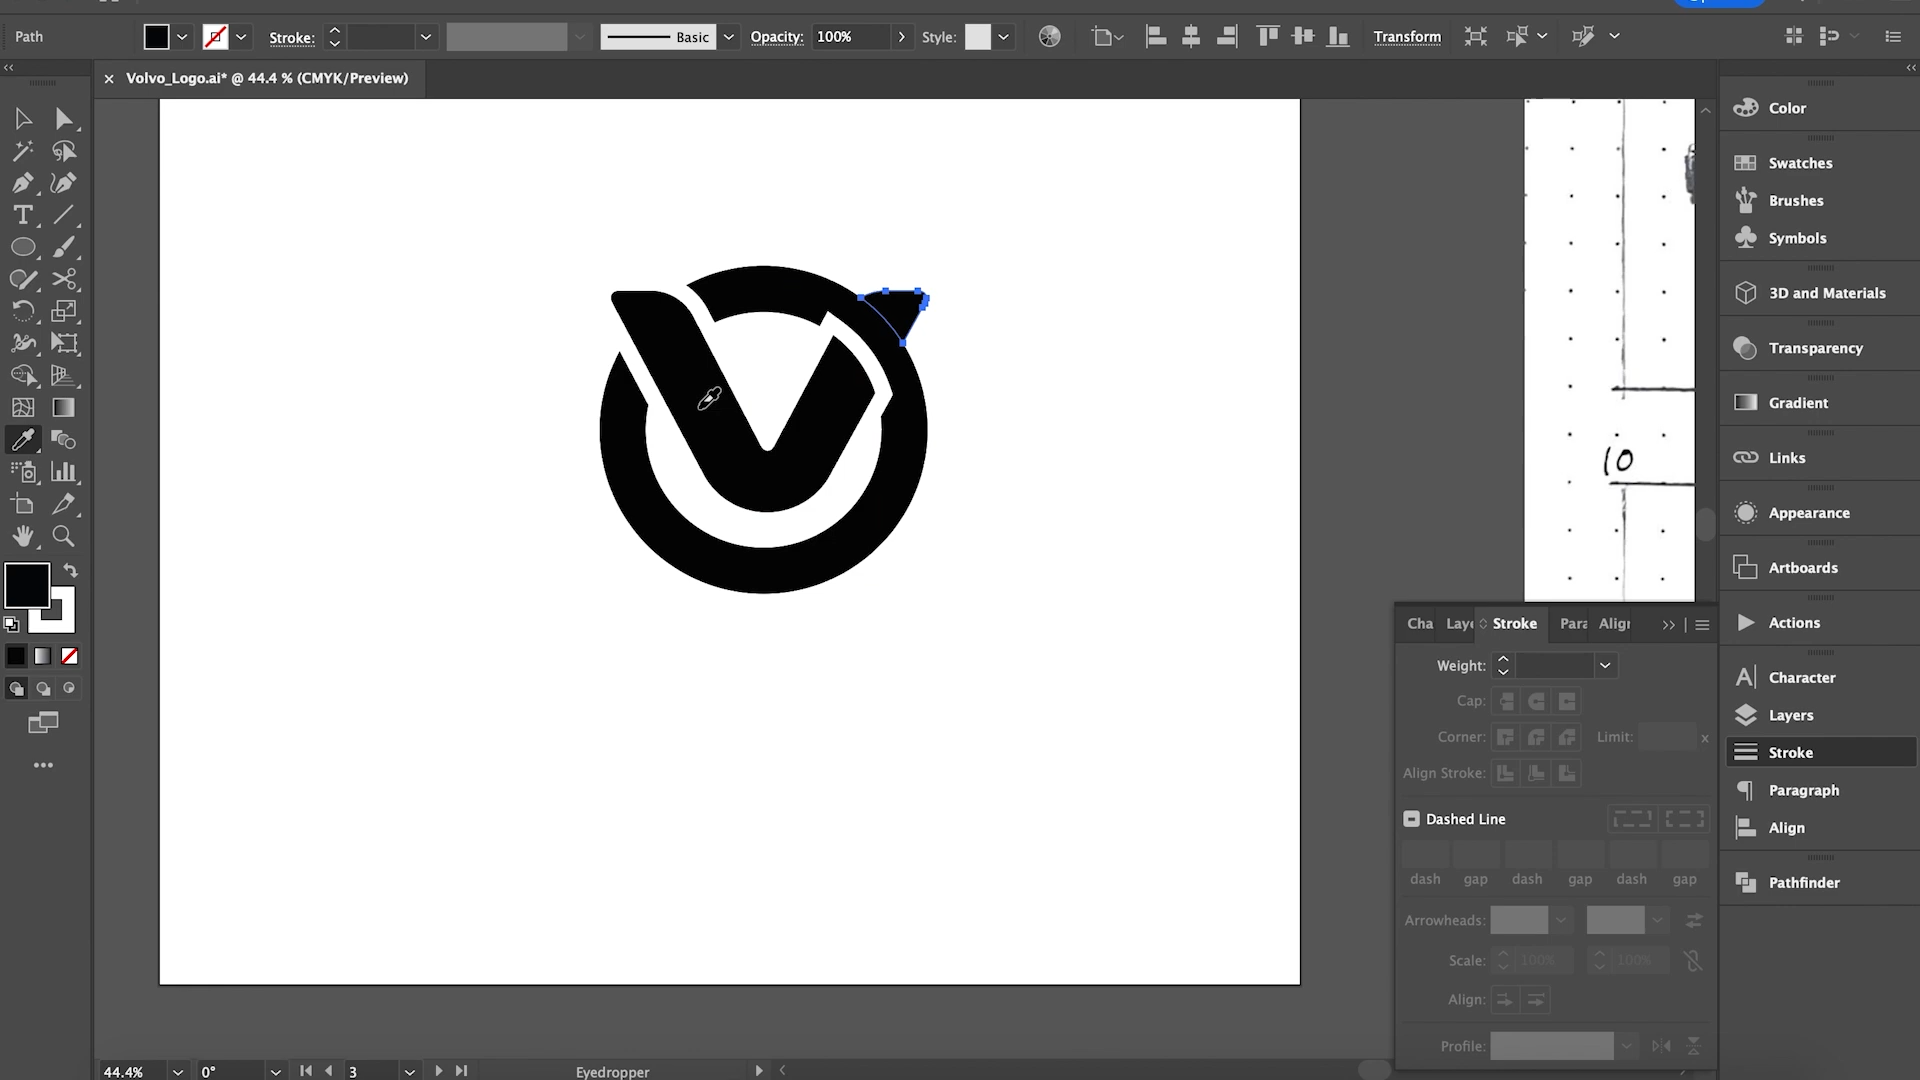 Path
Stroke:
Basic
Opacity:
100%
Style:
Transform
Volvo_Logo.ai* @ 44.4 % (CMYK/Preview)
Color
Swatches
Brushes
Symbols
3D and Materials
Transparency
Gradient
Links
Appearance
Artboards
Actions
Character
Layers
Stroke
Paragraph
Align
Pathfinder
10
Cha
Laye
Stroke
Para
Aligr
Weight:
Cap:
Corner:
Limit:
x
Align Stroke:
Dashed Line
dash gap dash gap dash gap
Arrowheads:
Scale:
100%
100%
Align:
Profile:
44.4%
0°
3
Eyedropper